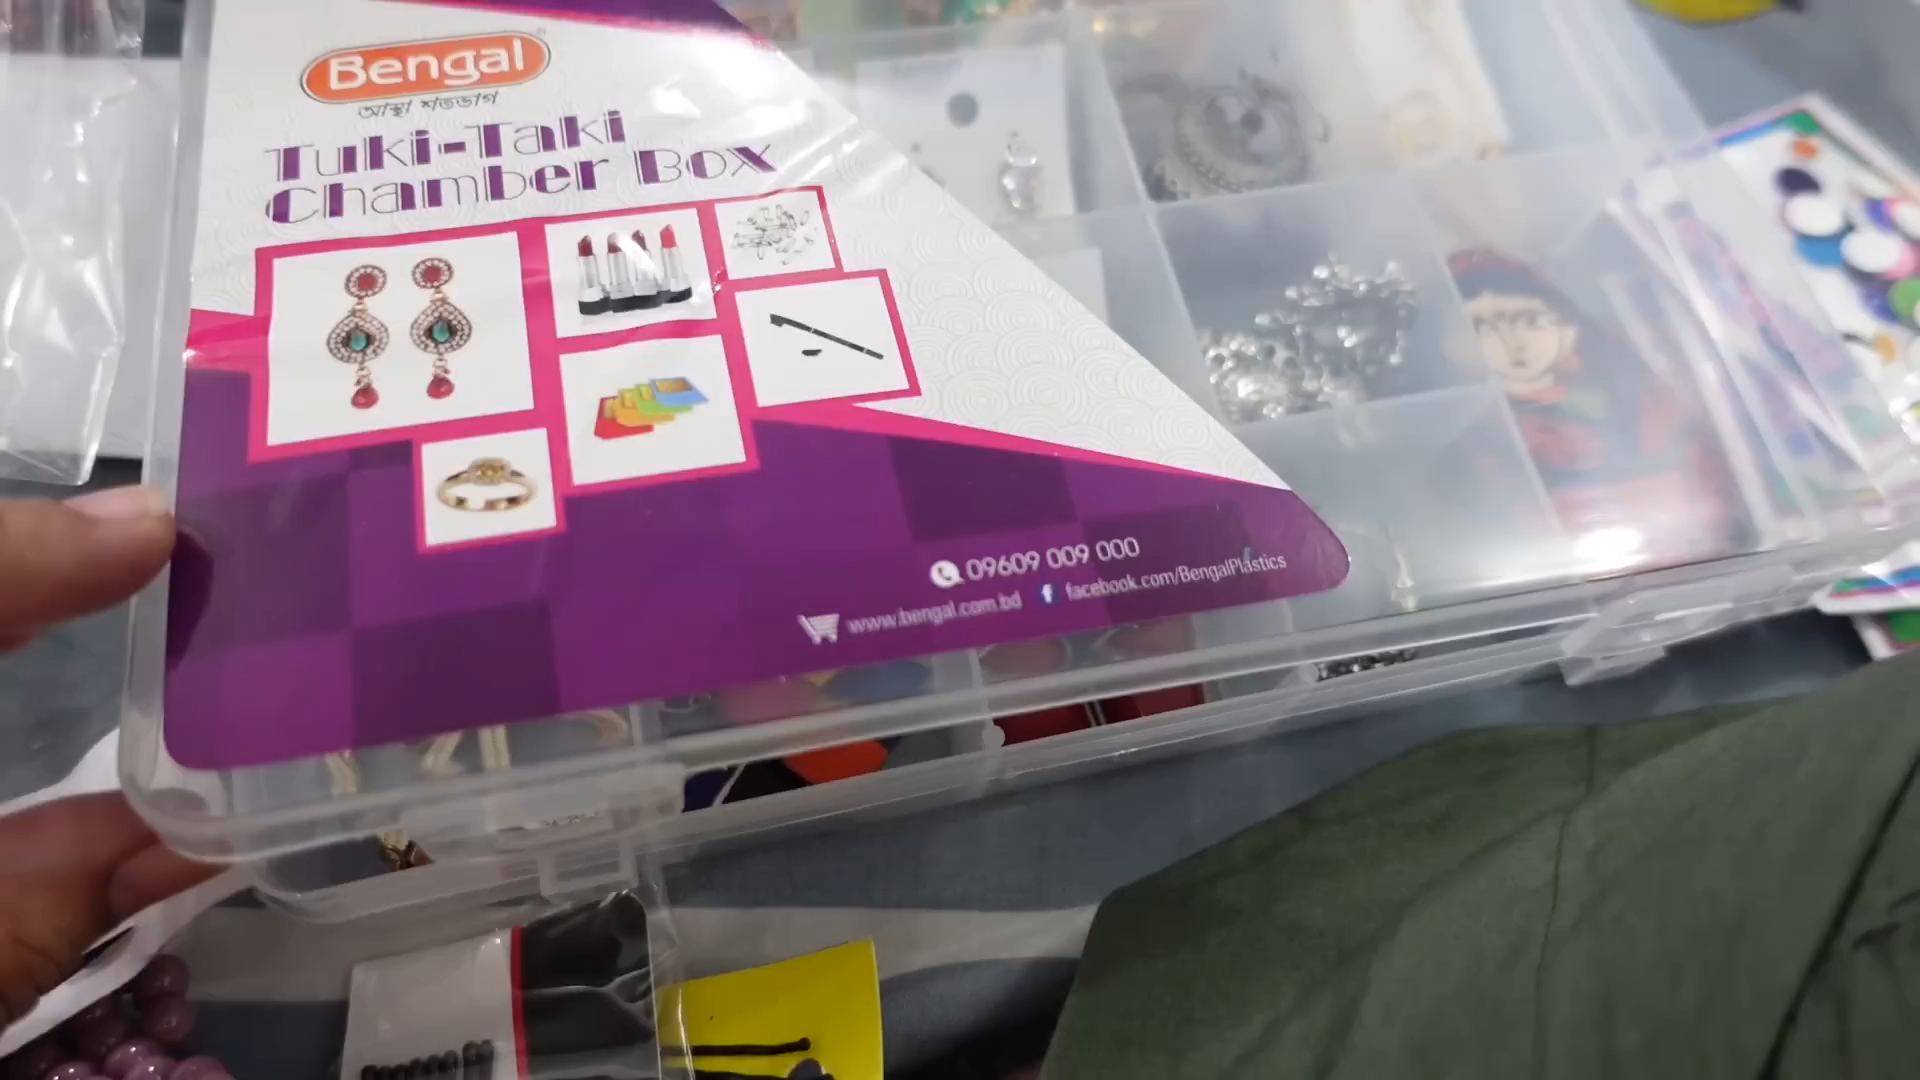 Bengal
আস্থা শতভাগ
Tuki-Taki
Chamber Box
09609 009 000
www.bengal.com.bd
facebook.com/BengalPlastics